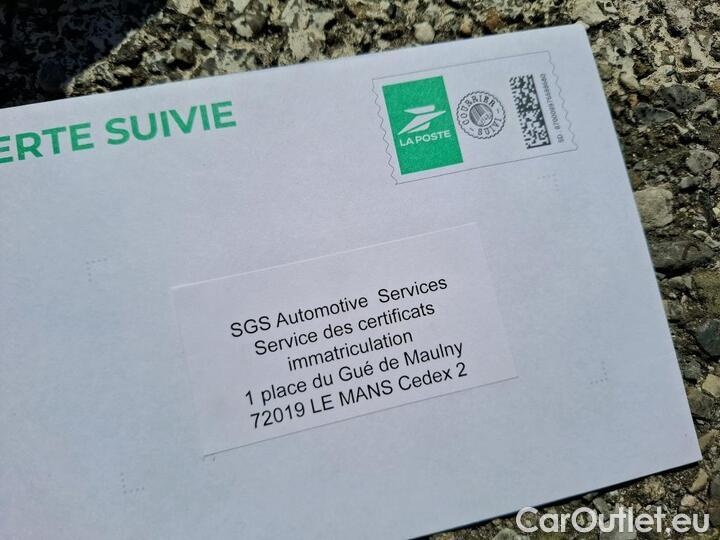 ERTE SUIVIE
LA POSTE
COURRIER
SUIVI
SGS Automotive Services
Service des certificats
immatriculation
1 place du Gué de Maulny
72019 LE MANS Cedex 2
CarOutlet.eu